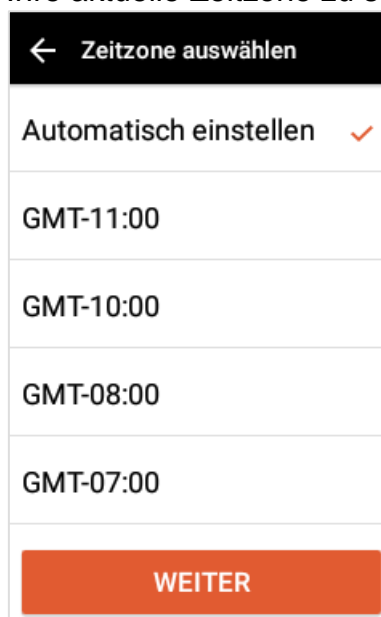 Zeitzone auswählen
Automatisch einstellen
GMT-11:00
GMT-10:00
GMT-08:00
GMT-07:00
WEITER